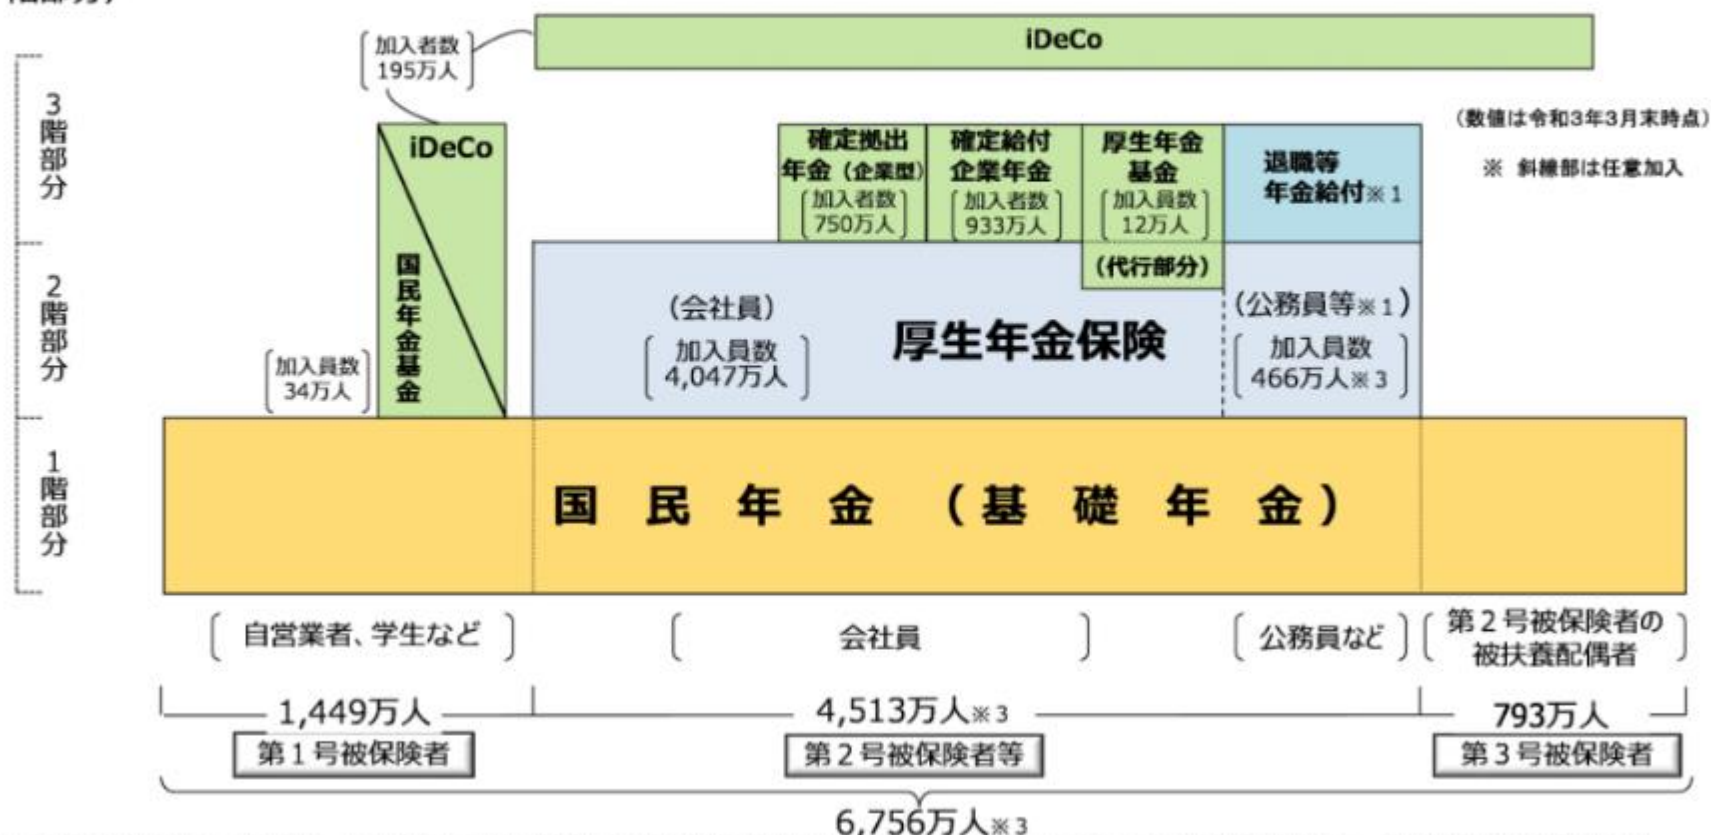 加入者数
195万人
iDeCo
(数値は令和3年3月末時点)
※ 斜線部は任意加入
3階部分
2階部分
1階部分
iDeCo
国民年金基金
加入員数
34万人
確定拠出
年金(企業型)
加入者数
750万人
確定給付
企業年金
加入者数
933万人
厚生年金
基金
加入員数
12万人
(代行部分)
退職等
年金給付※1
(会社員)
加入員数
4,047万人
厚生年金保険
(公務員等※1)
加入員数
466万人※3
国民年金(基礎年金)
自営業者、学生など
会社員
公務員など
第2号被保険者の
被扶養配偶者
1,449万人
4,513万人※3
793万人
第1号被保険者
第2号被保険者等
第3号被保険者
6,756万人※3